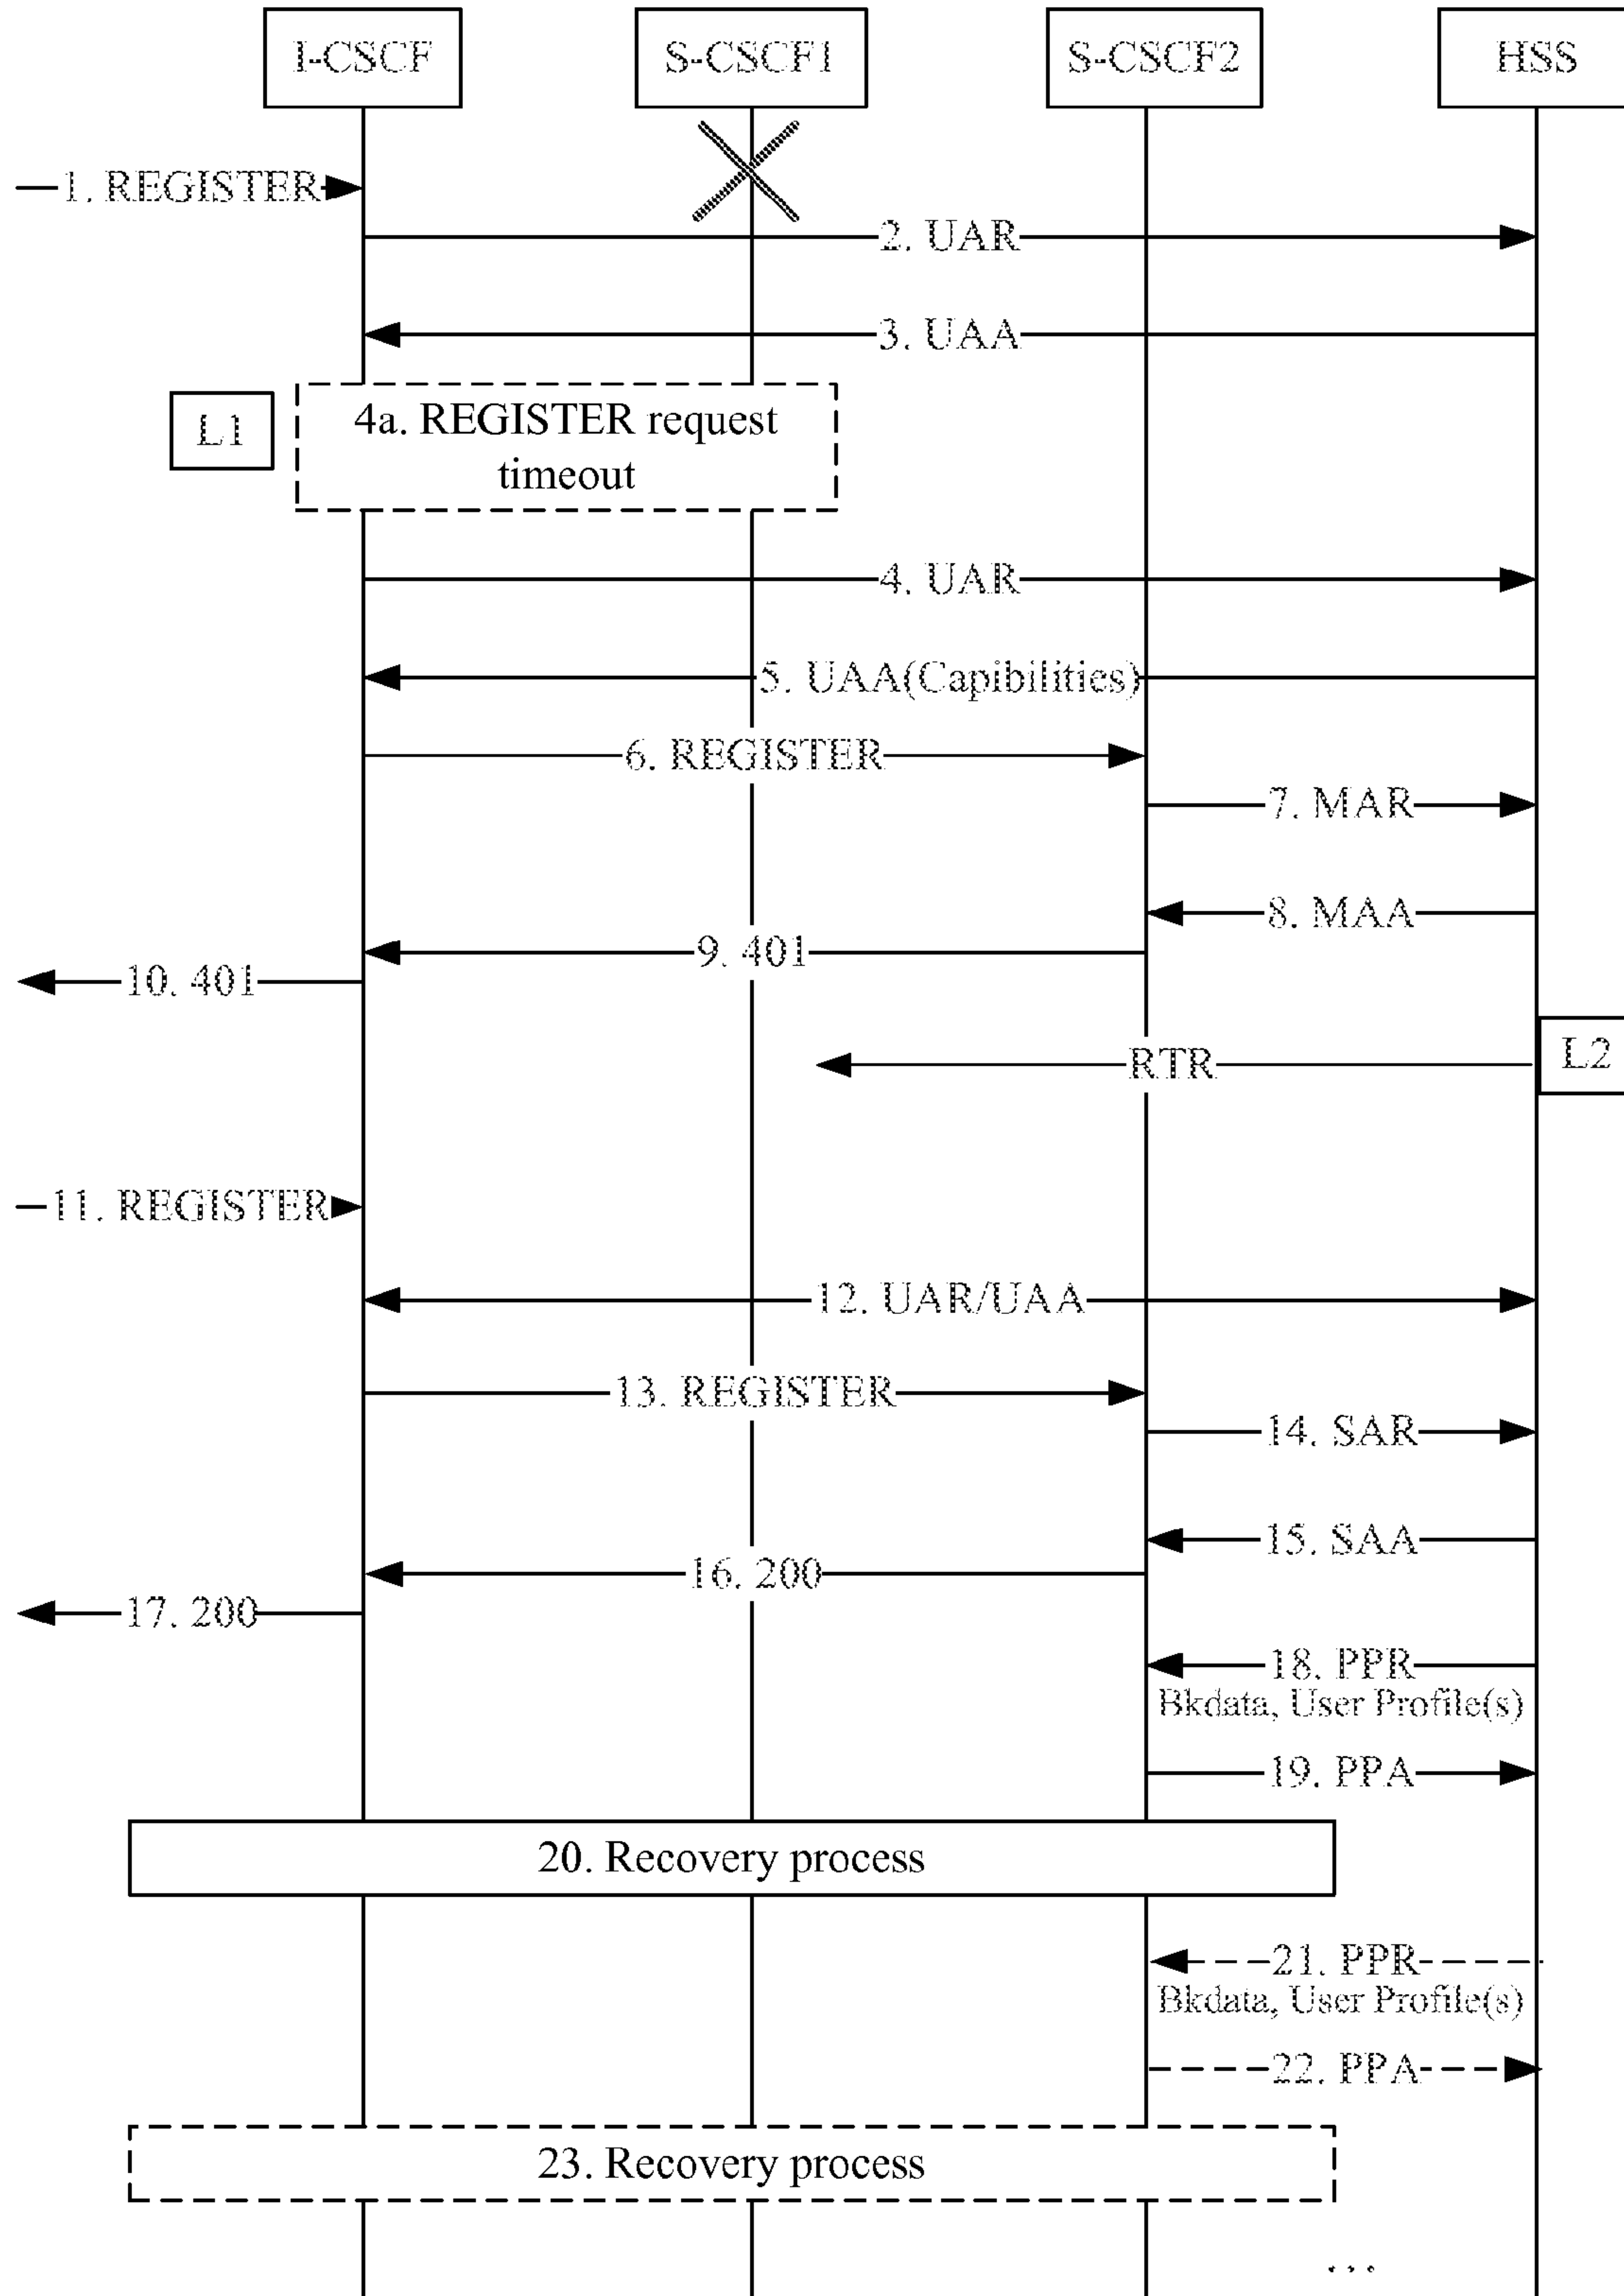 I-CSCF
S-CSCF1
S-CSCF2
HSS
1. REGISTER
2. UAR
3. UAA
L1
4a. REGISTER request
timeout
4. UAR
5. UAA(Capibilities)
6. REGISTER
7. MAR
8. MAA
9. 401
10. 401
L2
RTR
11. REGISTER
12. UAR/UAA
13. REGISTER
14. SAR
15. SAA
16. 200
17. 200
18. PPR
Bkdata, User Profile(s)
19. PPA
20. Recovery process
21. PPR
Bkdata, User Profile(s)
22. PPA
23. Recovery process
...